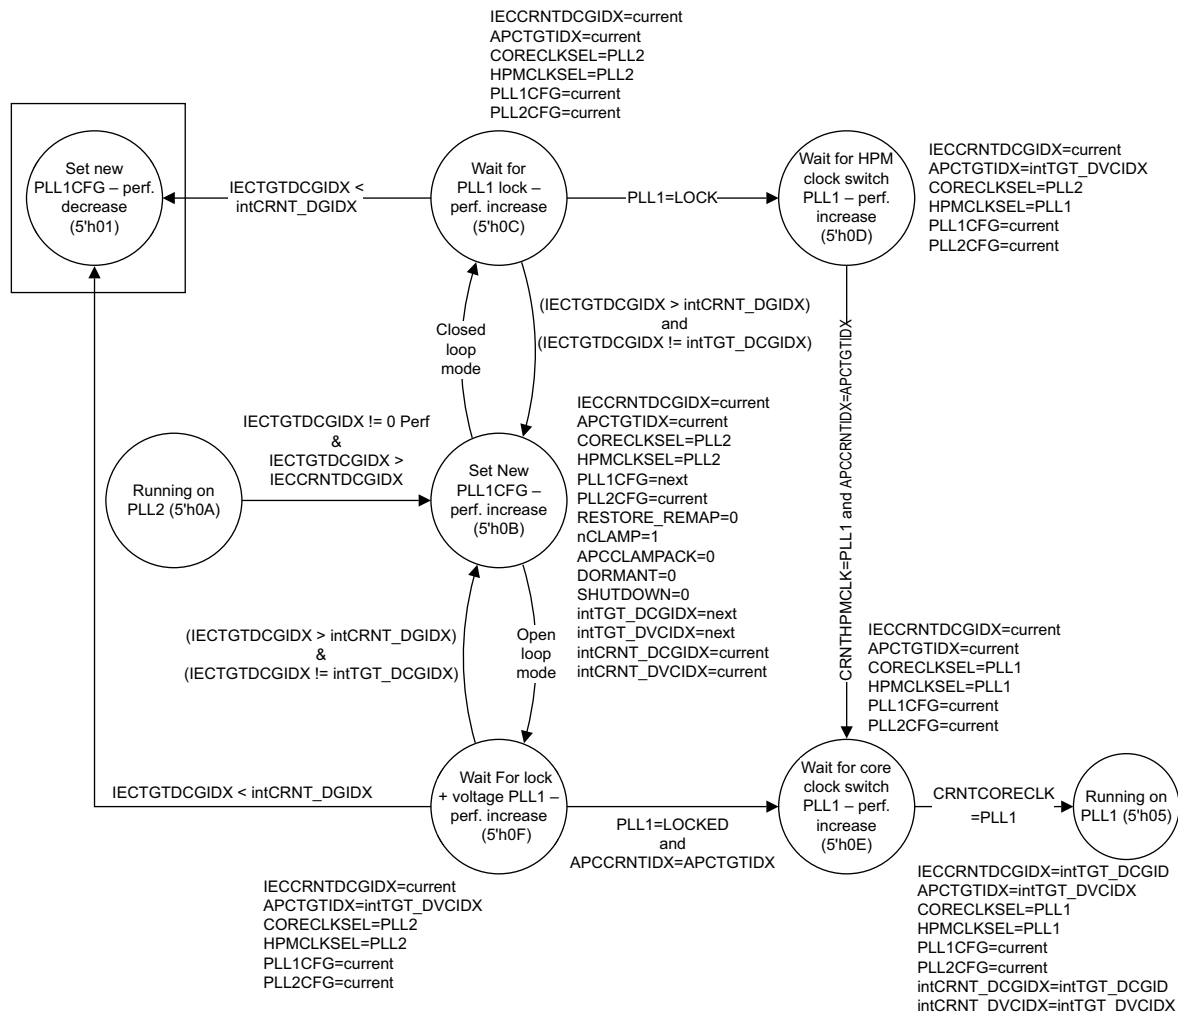 IECCRNTDCGIDX=current
APCTGTIDX=current
CORECLKSEL=PLL2
HPMCLKSEL=PLL2
PLL1CFG=current
PLL2CFG=current
Set new
PLL1CFG – perf.
decrease
(5'h01)
IECTGTDCGIDX <
intCRNT_DGIDX
Wait for
PLL1 lock –
perf. increase
(5'h0C)
PLL1=LOCK
Wait for HPM
clock switch
PLL1 – perf.
increase
(5'h0D)
IECCRNTDCGIDX=current
APCTGTIDX=intTGT_DVCIDX
CORECLKSEL=PLL2
HPMCLKSEL=PLL1
PLL1CFG=current
PLL2CFG=current
Closed
loop
mode
(IECTGTDCGIDX > intCRNT_DGIDX)
and
(IECTGTDCGIDX != intTGT_DCGIDX)
CRNTHPMCLK=PLL1 and APCCRNTIDX=APCTGTIDX
Running on
PLL2 (5'h0A)
IECTGTDCGIDX != 0 Perf
&
IECTGTDCGIDX >
IECCRNTDCGIDX
Set New
PLL1CFG –
perf. increase
(5'h0B)
IECCRNTDCGIDX=current
APCTGTIDX=current
CORECLKSEL=PLL2
HPMCLKSEL=PLL2
PLL1CFG=next
PLL2CFG=current
RESTORE_REMAP=0
nCLAMP=1
APCCLAMPACK=0
DORMANT=0
SHUTDOWN=0
intTGT_DCGIDX=next
intTGT_DVCIDX=next
intCRNT_DCGIDX=current
intCRNT_DVCIDX=current
(IECTGTDCGIDX > intCRNT_DGIDX)
&
(IECTGTDCGIDX != intTGT_DCGIDX)
Open
loop
mode
IECCRNTDCGIDX=current
APCTGTIDX=current
CORECLKSEL=PLL1
HPMCLKSEL=PLL1
PLL1CFG=current
PLL2CFG=current
IECTGTDCGIDX < intCRNT_DGIDX
Wait For lock
+ voltage PLL1 –
perf. increase
(5'h0F)
PLL1=LOCKED
and
APCCRNTIDX=APCTGTIDX
Wait for core
clock switch
PLL1 – perf.
increase
(5'h0E)
CRNTCORECLK
=PLL1
Running on
PLL1 (5'h05)
IECCRNTDCGIDX=current
APCTGTIDX=intTGT_DVCIDX
CORECLKSEL=PLL2
HPMCLKSEL=PLL2
PLL1CFG=current
PLL2CFG=current
IECCRNTDCGIDX=intTGT_DCGID
APCTGTIDX=intTGT_DVCIDX
CORECLKSEL=PLL1
HPMCLKSEL=PLL1
PLL1CFG=current
PLL2CFG=current
intCRNT_DCGIDX=intTGT_DCGID
intCRNT_DVCIDX=intTGT_DVCIDX